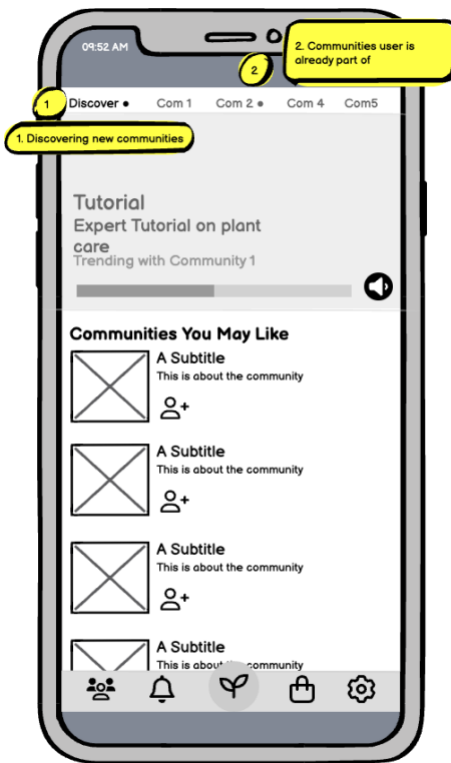 09:52 AM
2
2. Communities user is
already part of
1
Discover • Com 1 Com 2 • Com 4 Com5
1. Discovering new communities
Tutorial
Expert Tutorial on plant
care
Trending with Community 1
Communities You May Like
A Subtitle
This is about the community
A Subtitle
This is about the community
A Subtitle
This is about the community
A Subtitle
This is about the community